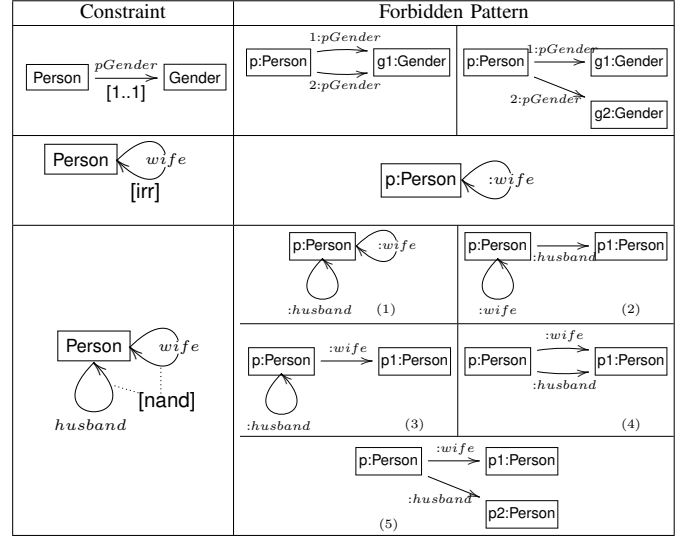 Constraint Forbidden Pattern
Person pGender Gender
[1..1]
1:pGender
p:Person g1:Gender
2:pGender
1:pGender
p:Person g1:Gender
2:pGender
g2:Gender
Person wife
[irr]
p:Person :wife
Person wife
[nand]
husband
p:Person :wife
:husband (1)
p:Person p1:Person
:husband
:wife (2)
:wife
p:Person p1:Person
:husband (3)
:wife
p:Person p1:Person
:husband
(4)
:wife
p:Person p1:Person
:husband
p2:Person
(5)